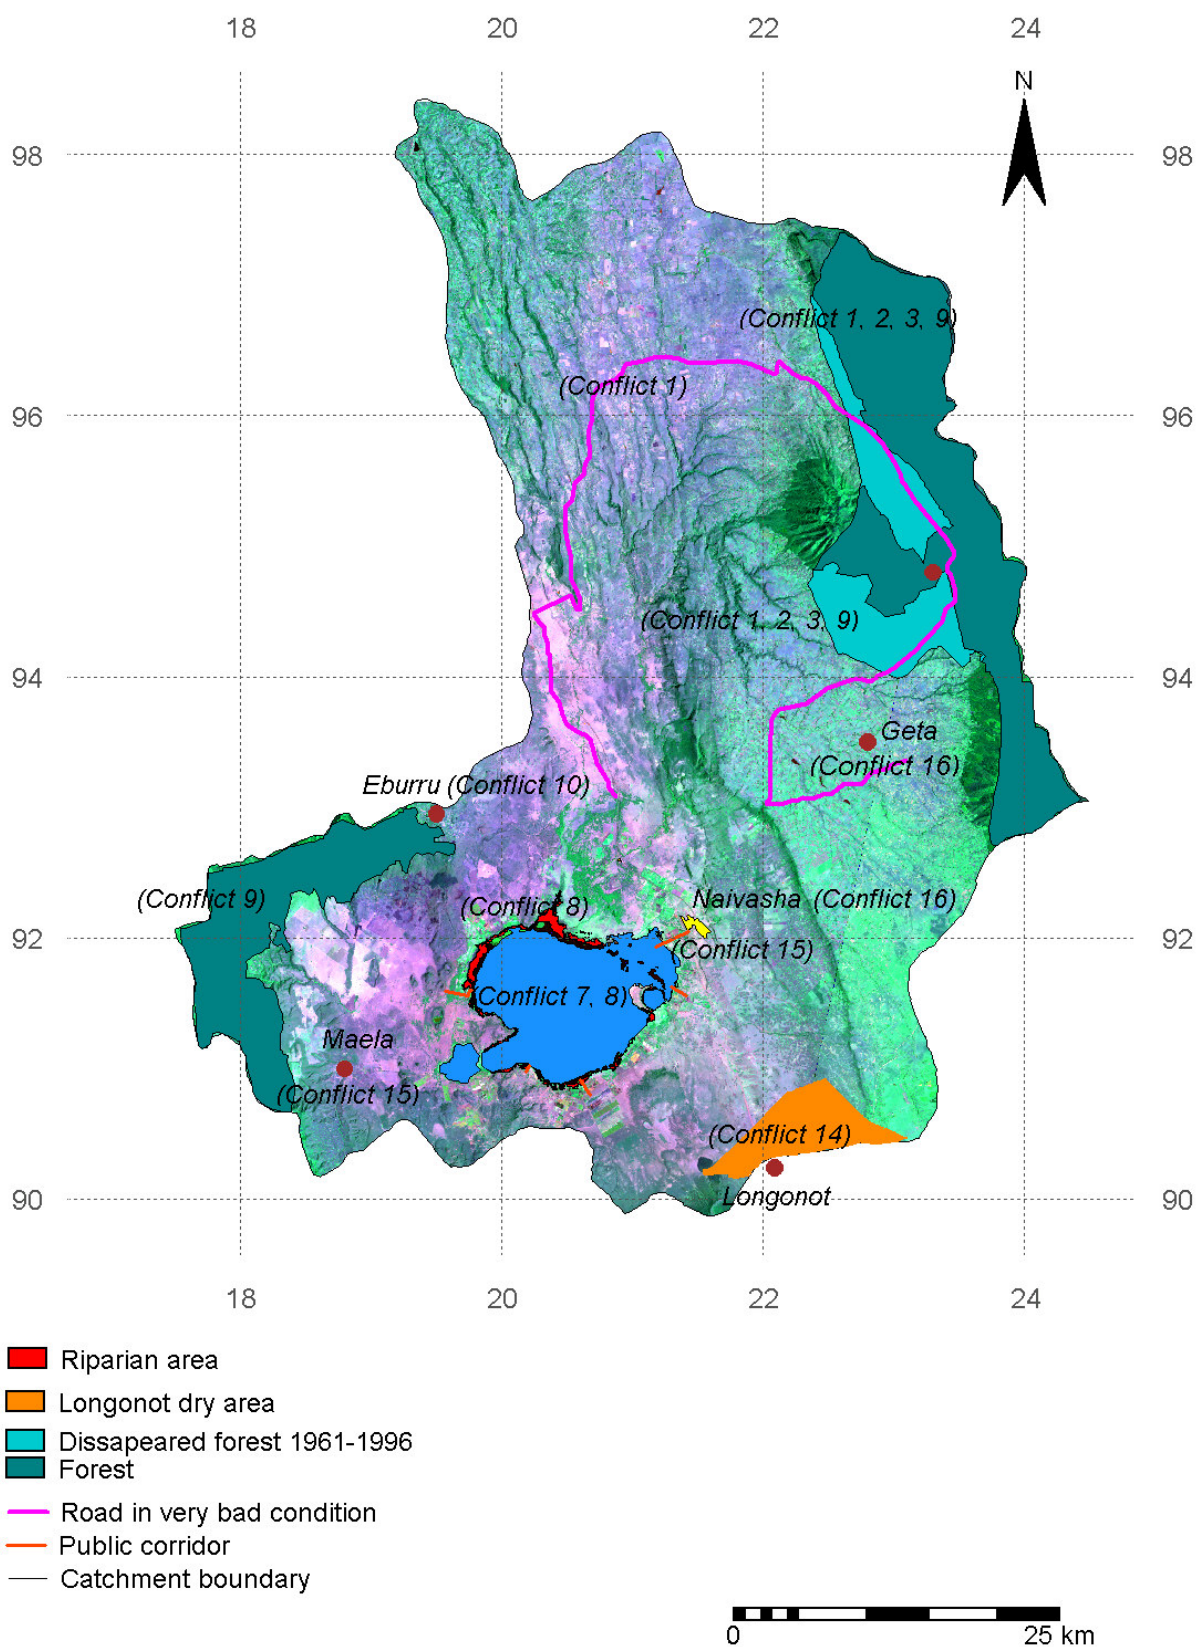 18 20 22 24
N
98 98
(Conflict 1, 2, 3, 9)
(Conflict 1)
96 96
(Conflict 1, 2, 3, 9)
94 94
Geta
(Conflict 16)
Eburru (Conflict 10)
(Conflict 9)
(Conflict 8)
Naivasha (Conflict 16)
92 92
(Conflict 15)
(Conflict 7, 8)
Maela
(Conflict 15)
(Conflict 14)
Longonot
90 90
18 20 22 24
Riparian area
Longonot dry area
Dissapeared forest 1961-1996
Forest
Road in very bad condition
Public corridor
Catchment boundary
0 25 km